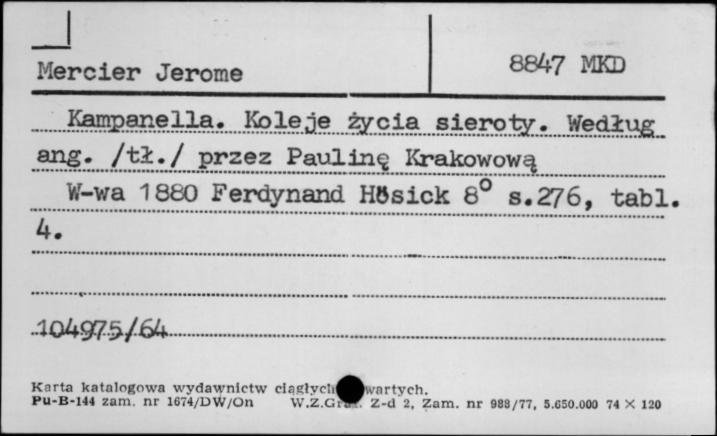 Mercier Jerome
8847 MKD
Kampanella. Koleje życia sieroty. Według
ang. /tł./ przez Paulinę Krakowową
W-wa 1880 Ferdynand Hösick 8° s.276, tabl.
4.
104975/64
Karta katalogowa wydawnictw ciągłych wartych.
Pu-B-144 zam. nr 1674/DW/On W.Z.Graf. Z-d 2, Zam. nr 988/77, 5.650.000 74 × 120